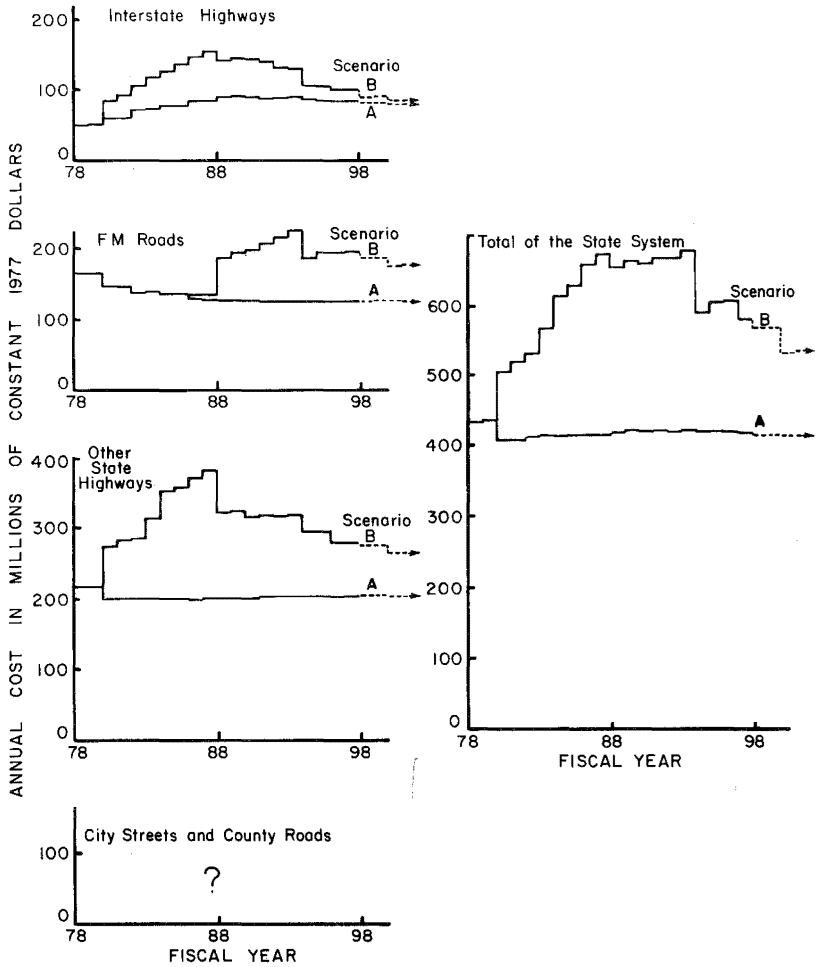 ANNUAL COST IN MILLIONS OF CONSTANT 1977 DOLLARS
Interstate Highways
200
100
0
78
88
98
Scenario
B
A
FM Roads
200
100
0
78
88
98
Scenario
B
A
Other
State
Highways
400
300
200
100
0
78
88
98
Scenario
B
A
City Streets and County Roads
100
0
?
78
88
98
FISCAL YEAR
Total of the State System
600
500
400
300
200
100
0
78
88
98
Scenario
B
A
FISCAL YEAR